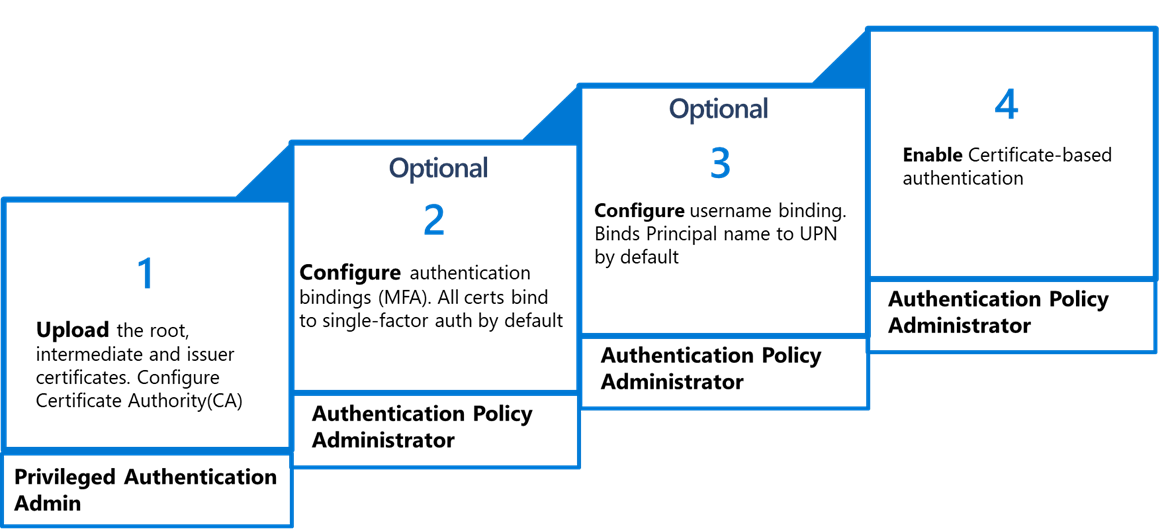 1
Upload the root,
intermediate and issuer
certificates. Configure
Certificate Authority(CA)
Privileged Authentication
Admin
Optional
2
Configure authentication
bindings (MFA). All certs bind
to single-factor auth by default
Authentication Policy
Administrator
Optional
3
Configure username binding.
Binds Principal name to UPN
by default
Authentication Policy
Administrator
4
Enable Certificate-based
authentication
Authentication Policy
Administrator